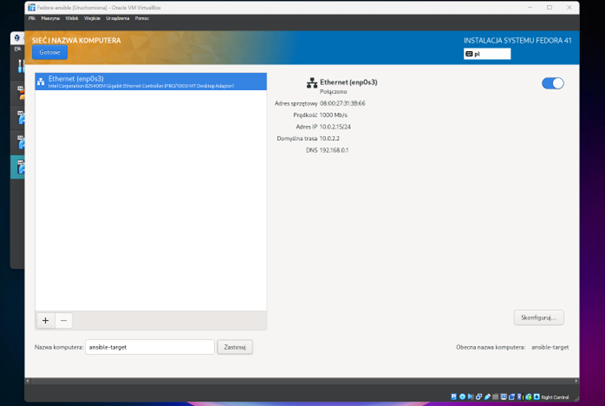 Fedora ansible [Uruchomiona] - Oracle VM VirtualBox
Plik Maszyna Widok Wejście Urządzenia Pomoc
SIEĆ I NAZWA KOMPUTERA
INSTALACJA SYSTEMU FEDORA 41
Gotowe
pl
Ethernet (enp0s3)
Intel Corporation 82540EM Gigabit Ethernet Controller (PRO/1000 MT Desktop Adapter)
Ethernet (enp0s3)
Połączono
Adres sprzętowy 08:00:27:31:3B:66
Prędkość 1000 Mb/s
Adres IP 10.0.2.15/24
Domyślna trasa 10.0.2.2
DNS 192.168.0.1
+ −
Skonfiguruj...
Nazwa komputera: ansible-target
Zastosuj
Obecna nazwa komputera: ansible-target
Right Control